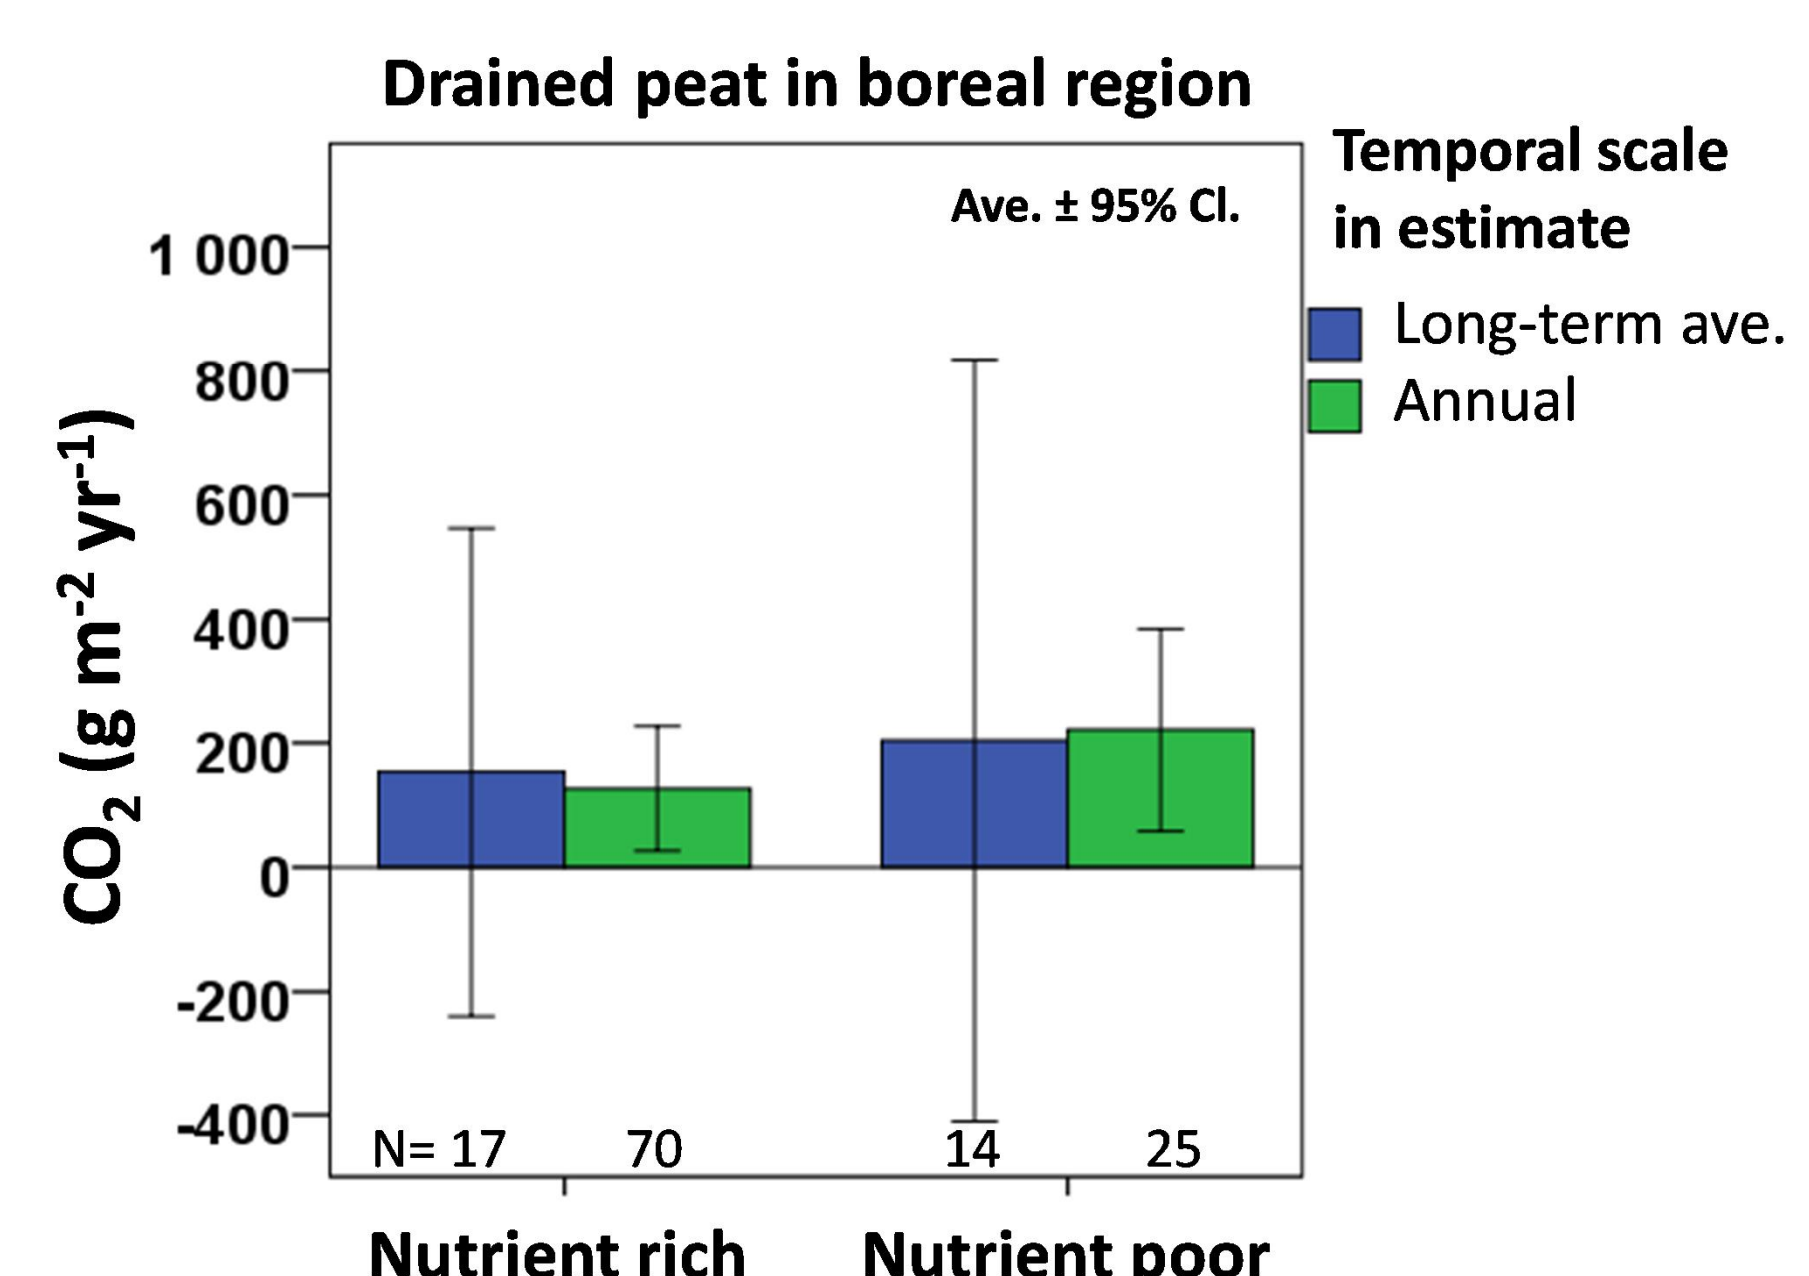 Drained peat in boreal region
Ave. ± 95% Cl.
Temporal scale
in estimate
Long-term ave.
Annual
CO₂ (g m⁻² yr⁻¹)
1 000
800
600
400
200
0
-200
-400
N= 17 70 14 25
Nutrient rich Nutrient poor